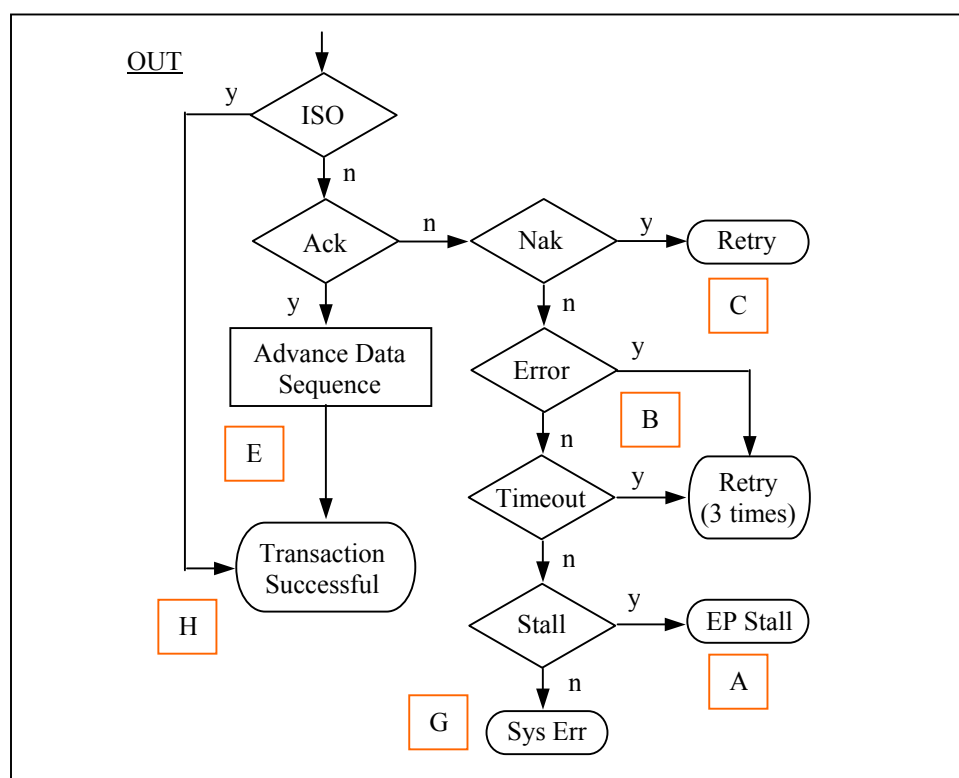 OUT
y
ISO
n
Ack
n
Nak
y
Retry
C
y
n
Advance Data
Sequence
Error
y
B
E
n
Timeout
y
Retry
(3 times)
Transaction
Successful
n
H
Stall
y
EP Stall
A
n
G
Sys Err